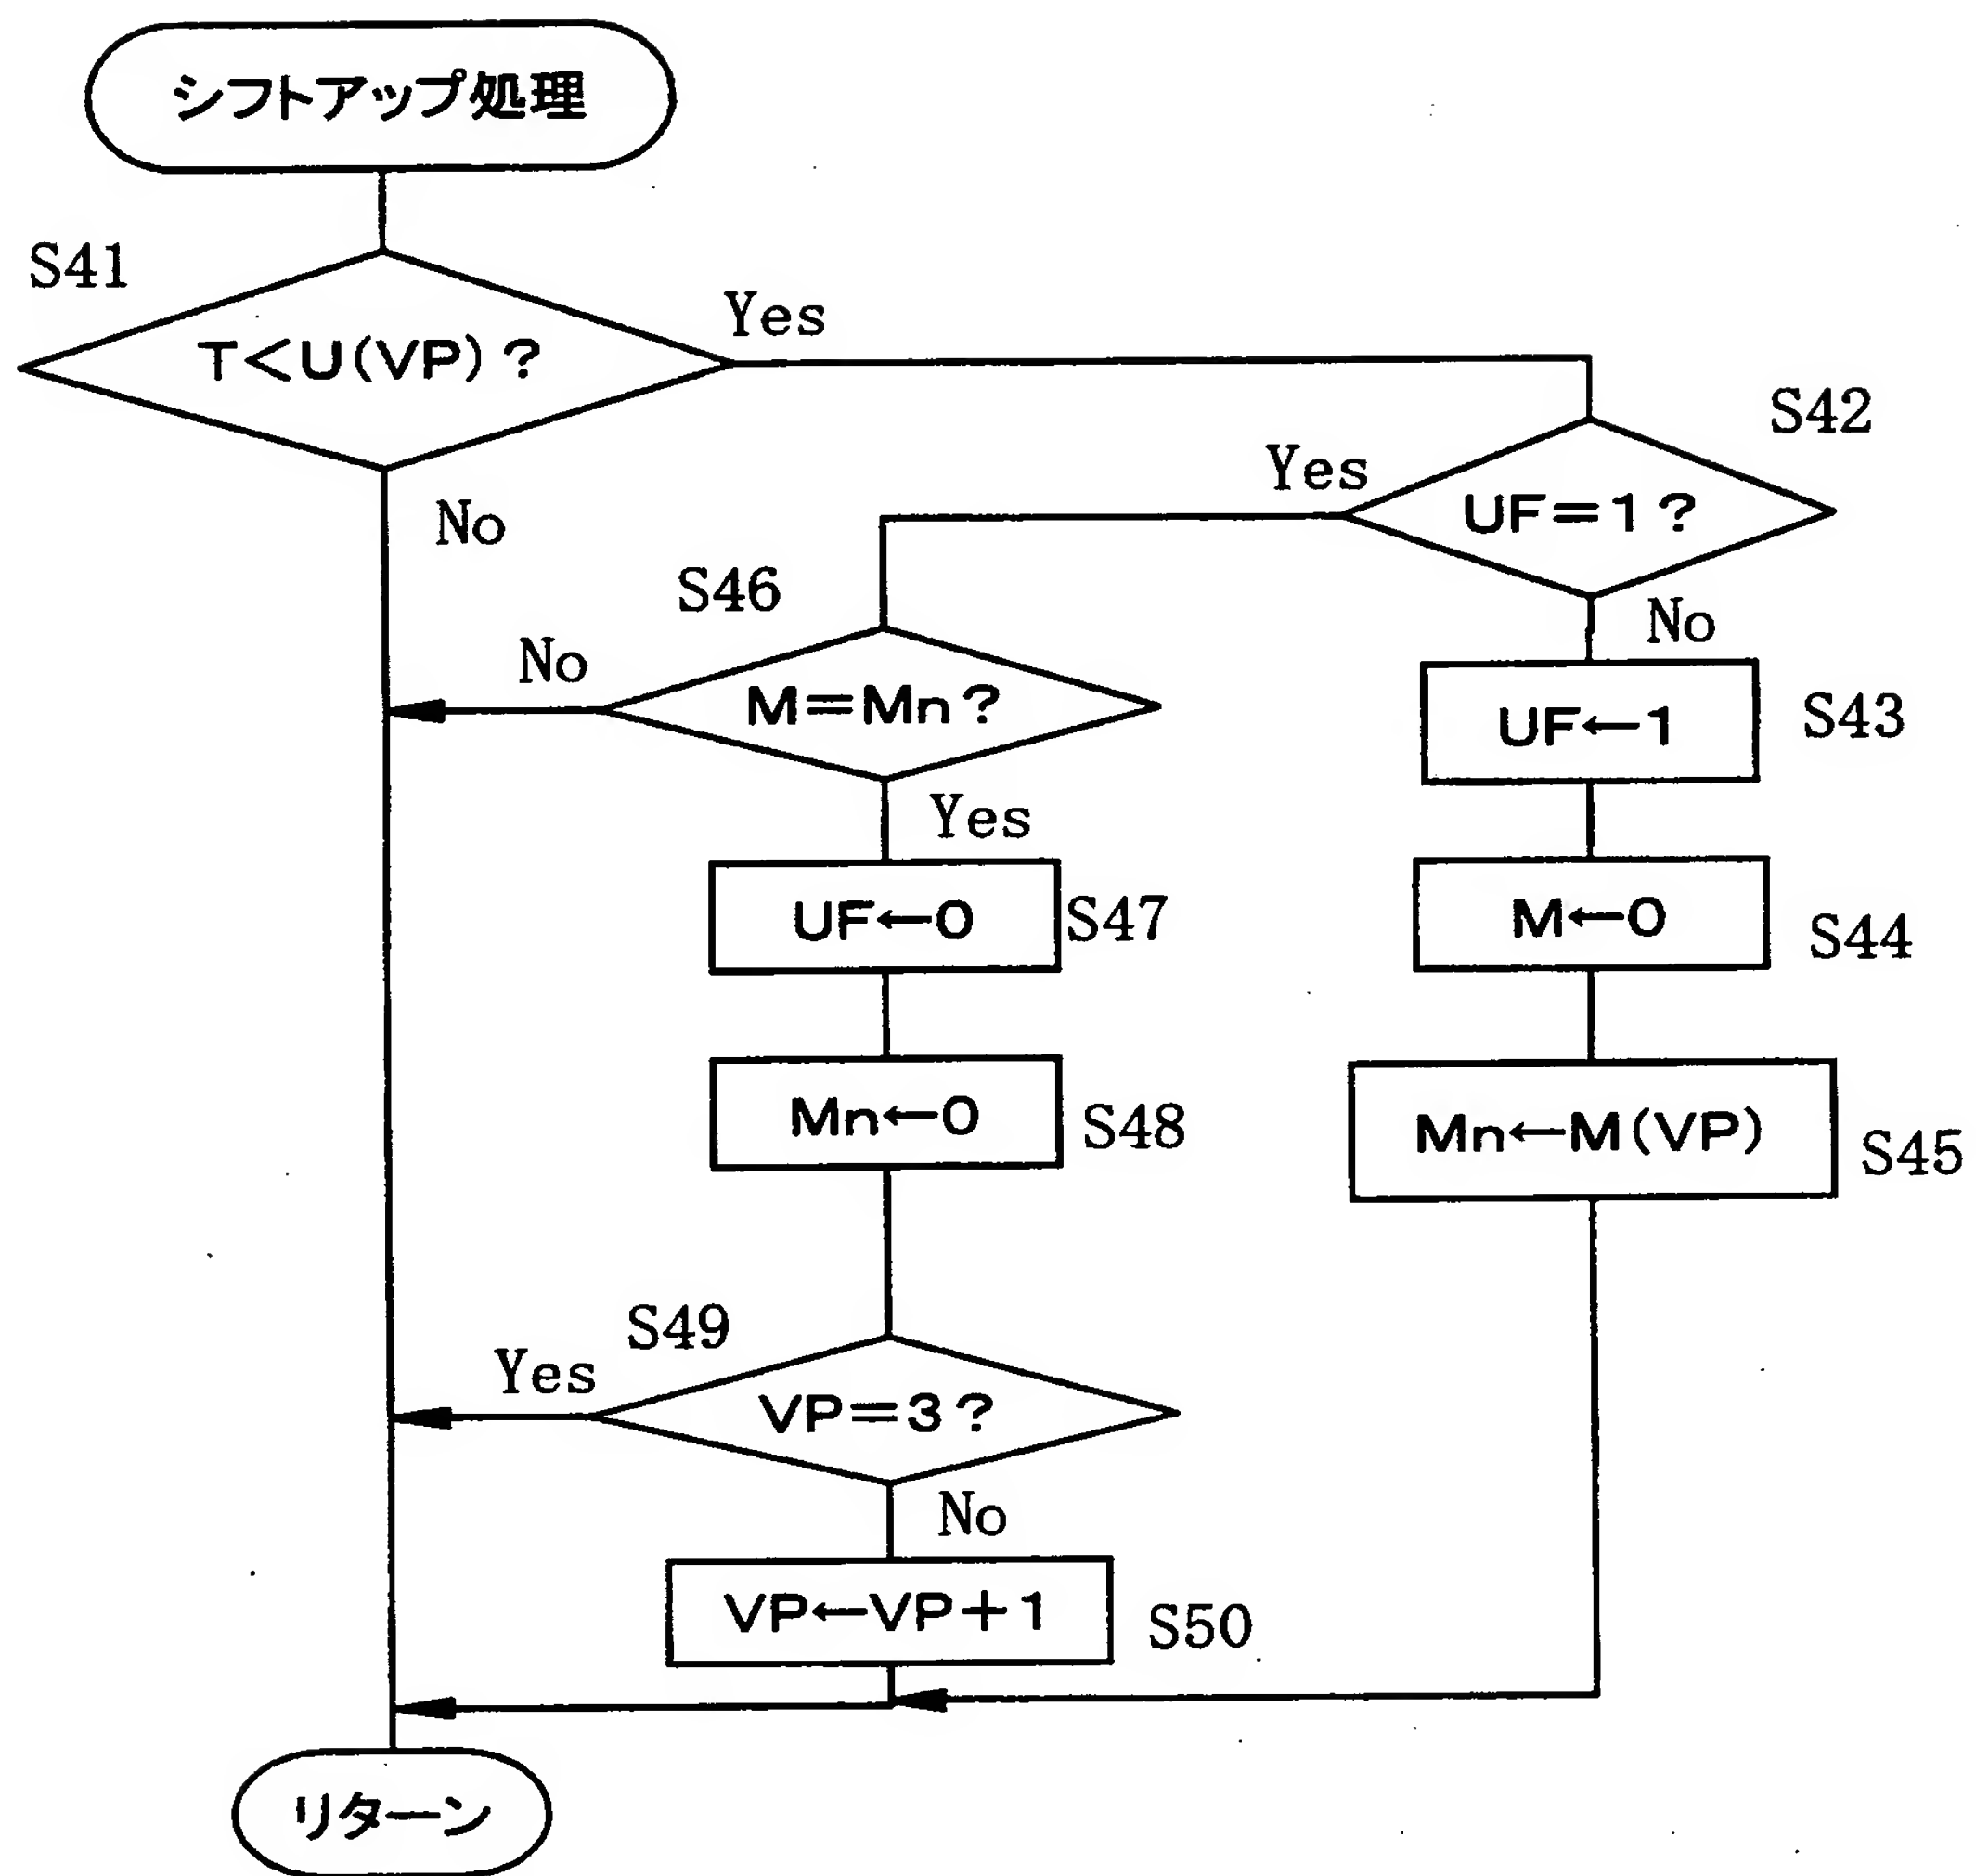 シフトアップ処理
S41
T<U(VP)?
Yes
No
S42
UF=1?
Yes
No
S43
UF←1
S44
M←0
S45
Mn←M(VP)
S46
M=Mn?
No
Yes
S47
UF←0
S48
Mn←0
S49
VP=3?
Yes
No
S50
VP←VP+1
リターン